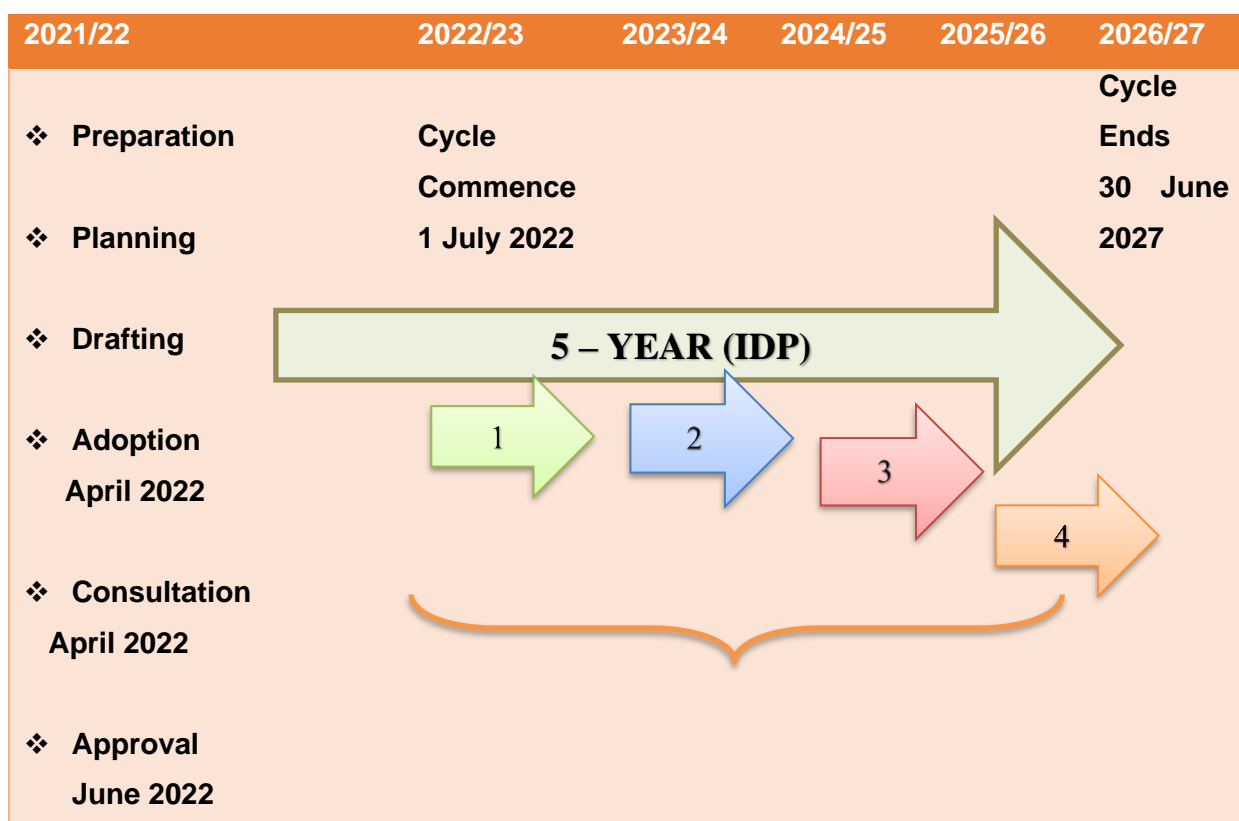 2021/22 2022/23 2023/24 2024/25 2025/26 2026/27
❖ Preparation
❖ Planning
❖ Drafting
❖ Adoption
April 2022
❖ Consultation
April 2022
❖ Approval
June 2022
Cycle
Commence
1 July 2022
Cycle
Ends
30 June
2027
5 – YEAR (IDP)
1
2
3
4